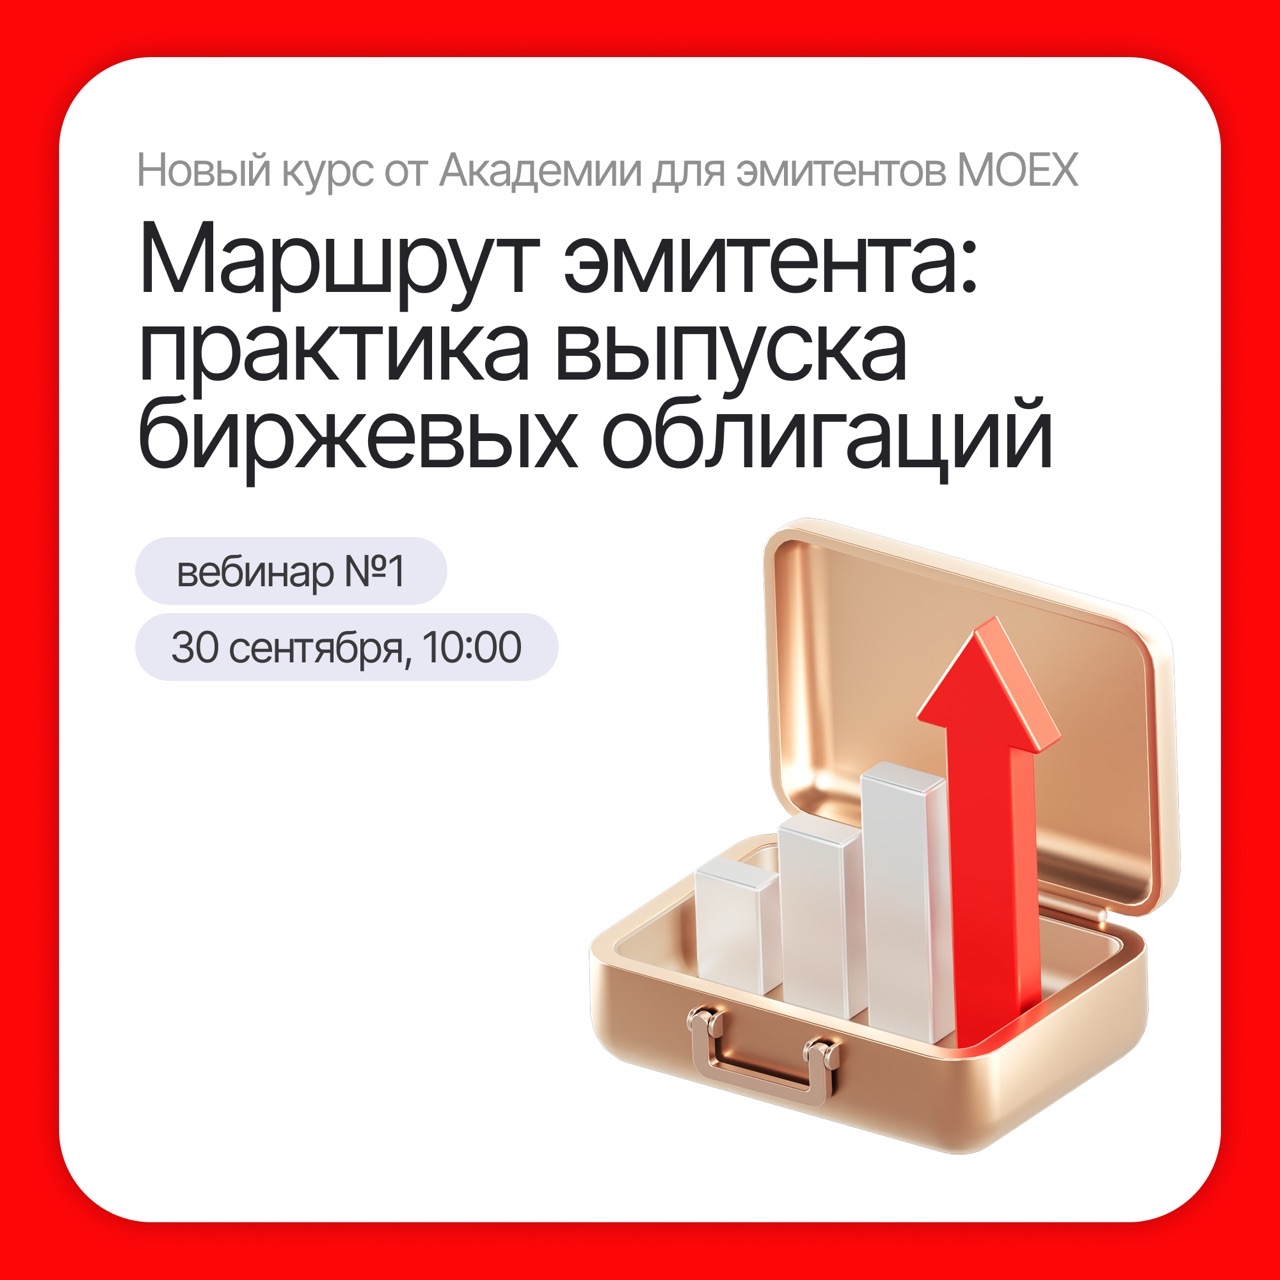 Новый курс от Академии для эмитентов MOEX
Маршрут эмитента:
практика выпуска
биржевых облигаций
вебинар №1
30 сентября, 10:00